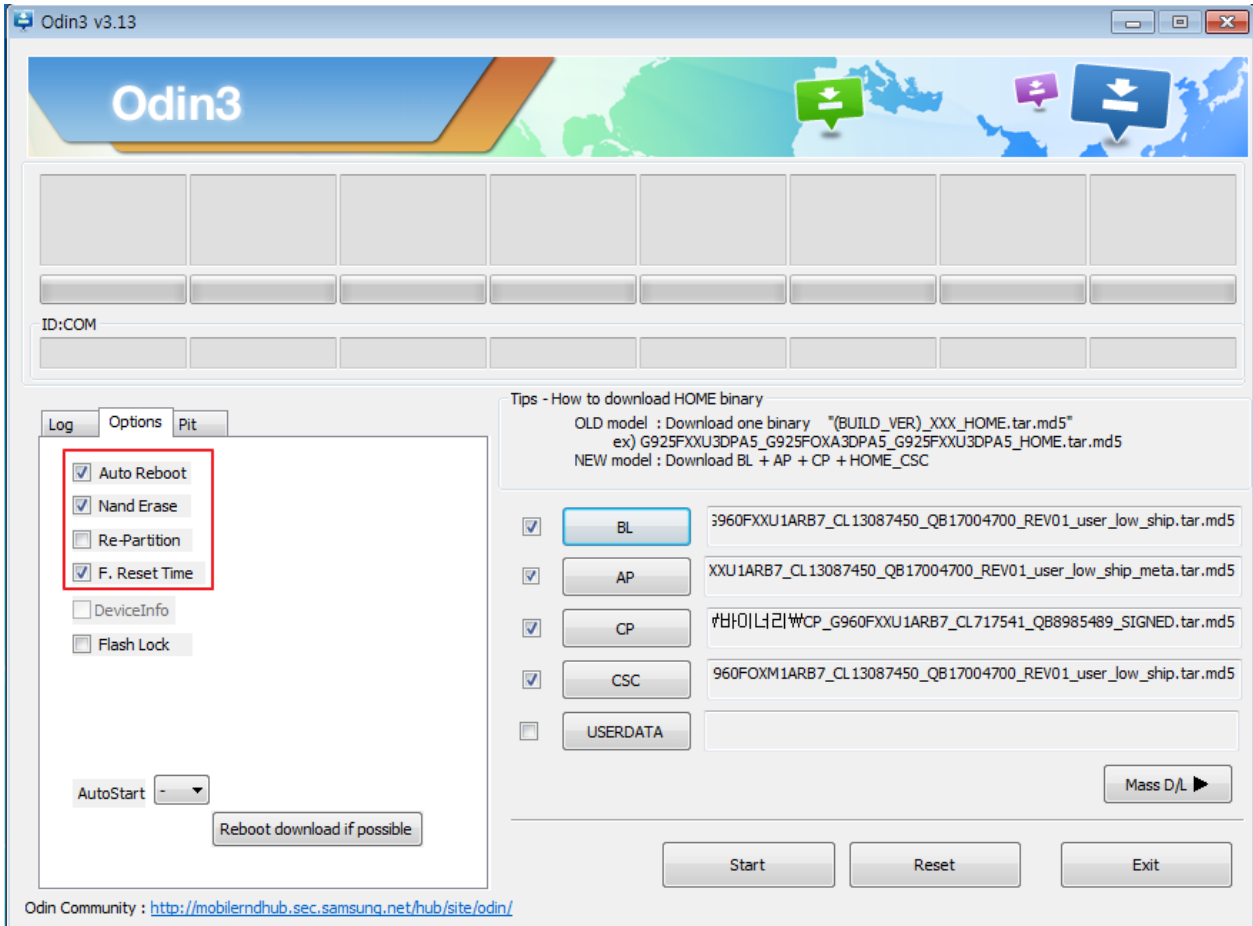 Odin3 v3.13
Odin3
ID:COM
Log Options Pit
Auto Reboot
Nand Erase
Re-Partition
F. Reset Time
DeviceInfo
Flash Lock
AutoStart -
Reboot download if possible
Tips - How to download HOME binary
OLD model : Download one binary "(BUILD_VER)_XXX_HOME.tar.md5"
ex) G925FXXU3DPA5_G925FOXA3DPA5_G925FXXU3DPA5_HOME.tar.md5
NEW model : Download BL + AP + CP + HOME_CSC
BL G960FXXU1ARB7_CL13087450_QB17004700_REV01_user_low_ship.tar.md5
AP XXU1ARB7_CL13087450_QB17004700_REV01_user_low_ship_meta.tar.md5
CP 바이너리₩CP_G960FXXU1ARB7_CL717541_QB8985489_SIGNED.tar.md5
CSC 960FOXM1ARB7_CL13087450_QB17004700_REV01_user_low_ship.tar.md5
USERDATA
Mass D/L ▶
Start Reset Exit
Odin Community : http://mobilerndhub.sec.samsung.net/hub/site/odin/